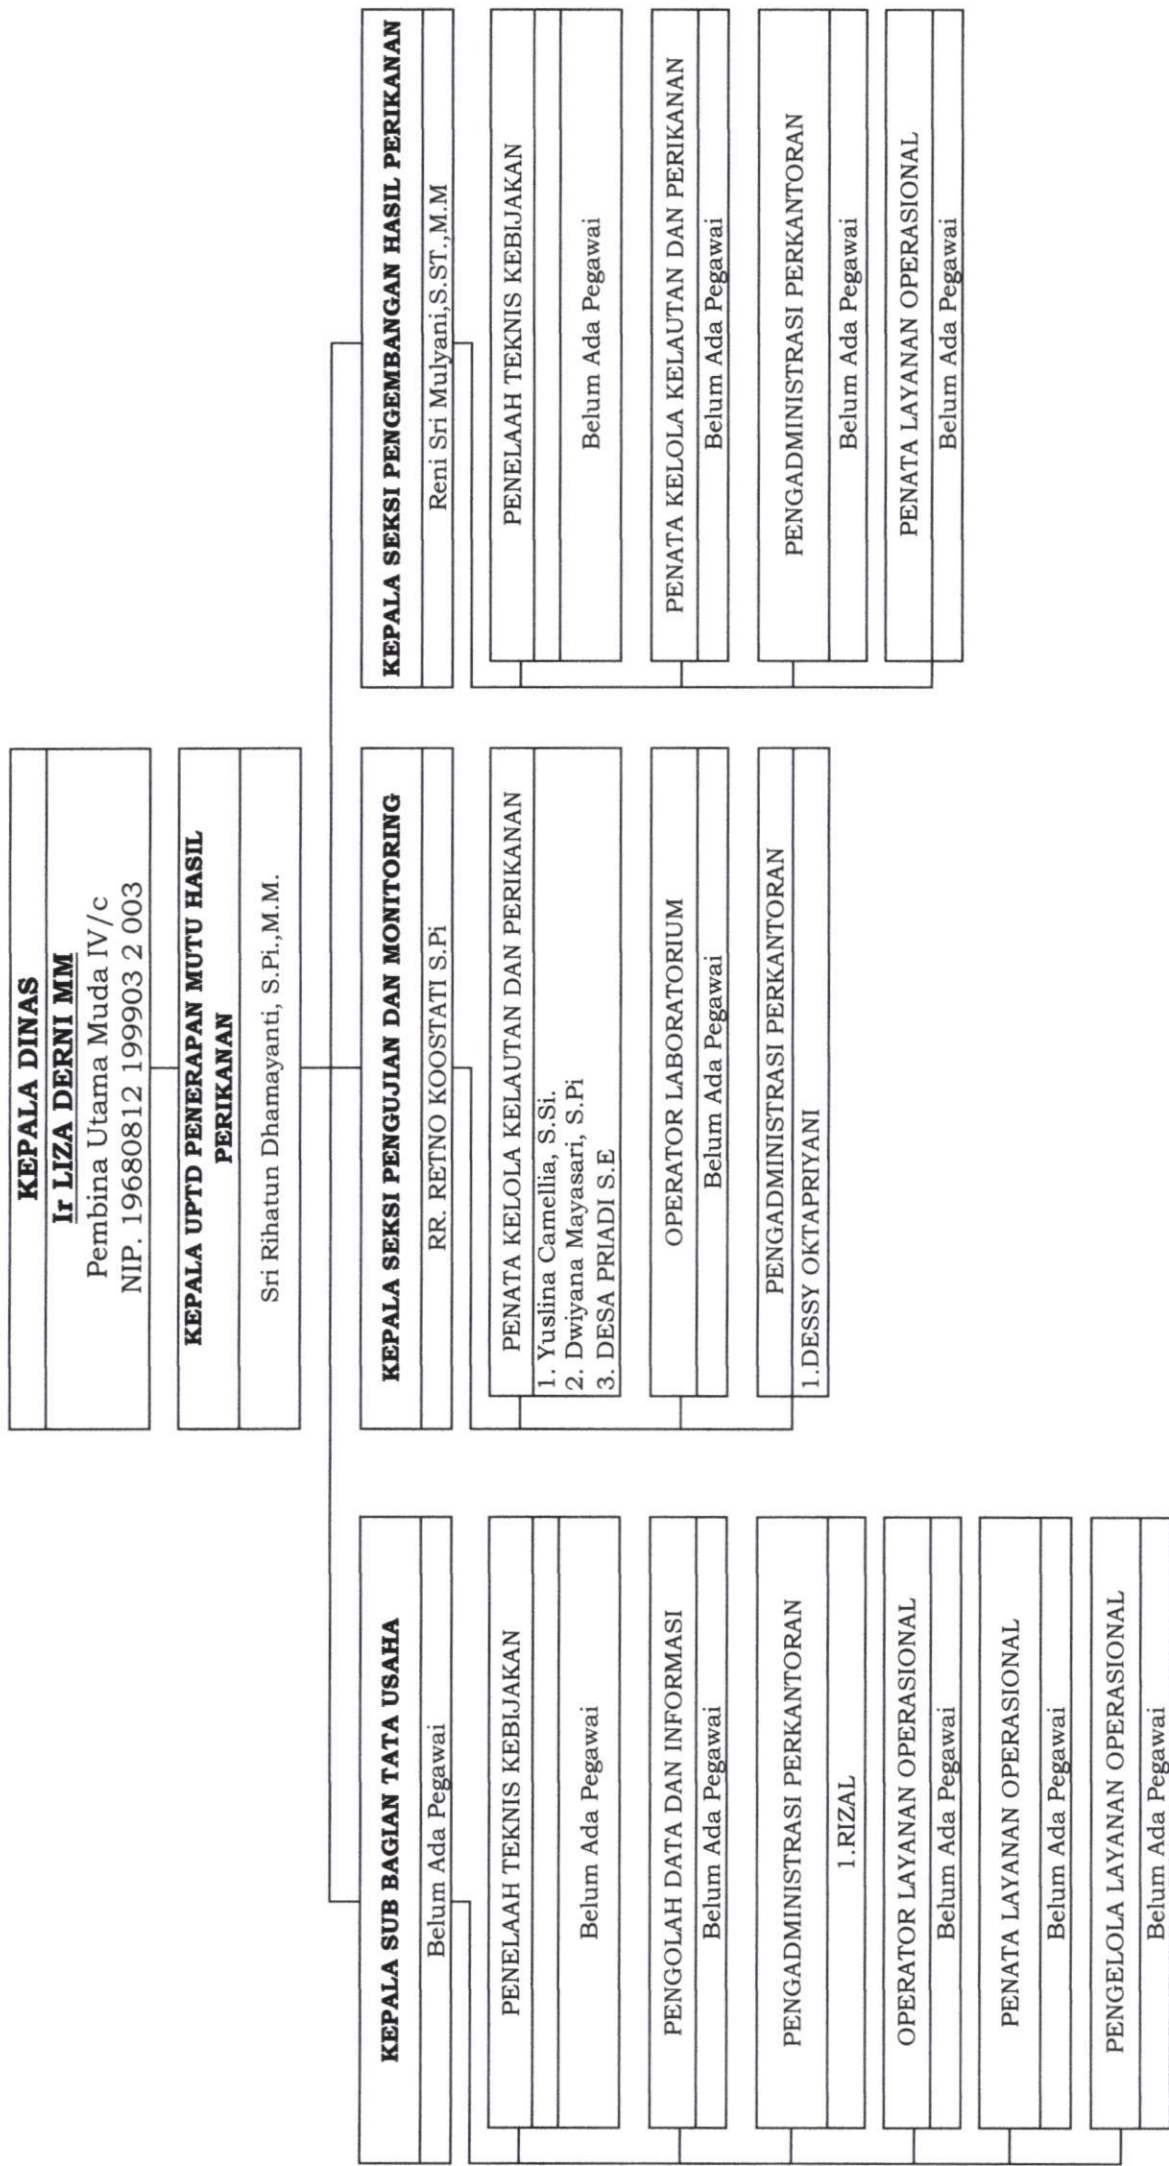 KEPALA DINAS
Ir LIZA DERNI MM
Pembina Utama Muda IV/c
NIP. 19680812 199903 2 003
KEPALA UPTD PENERAPAN MUTU HASIL
PERIKANAN
Sri Rihatun Dhamayanti, S.Pi.,M.M.
KEPALA SUB BAGIAN TATA USAHA
Belum Ada Pegawai
PENELAAH TEKNIS KEBIJAKAN
Belum Ada Pegawai
PENGOLAH DATA DAN INFORMASI
Belum Ada Pegawai
PENGADMINISTRASI PERKANTORAN
1.RIZAL
OPERATOR LAYANAN OPERASIONAL
Belum Ada Pegawai
PENATA LAYANAN OPERASIONAL
Belum Ada Pegawai
PENGELOLA LAYANAN OPERASIONAL
Belum Ada Pegawai
KEPALA SEKSI PENGUJIAN DAN MONITORING
RR. RETNO KOOSTATI S.Pi
PENATA KELOLA KELAUTAN DAN PERIKANAN
1. Yuslina Camellia, S.Si.
2. Dwiyana Mayasari, S.Pi
3. DESA PRIADI S.E
OPERATOR LABORATORIUM
Belum Ada Pegawai
PENGADMINISTRASI PERKANTORAN
1.DESSY OKTAPRIYANI
KEPALA SEKSI PENGEMBANGAN HASIL PERIKANAN
Reni Sri Mulyani,S.ST.,M.M
PENELAAH TEKNIS KEBIJAKAN
Belum Ada Pegawai
PENATA KELOLA KELAUTAN DAN PERIKANAN
Belum Ada Pegawai
PENGADMINISTRASI PERKANTORAN
Belum Ada Pegawai
PENATA LAYANAN OPERASIONAL
Belum Ada Pegawai